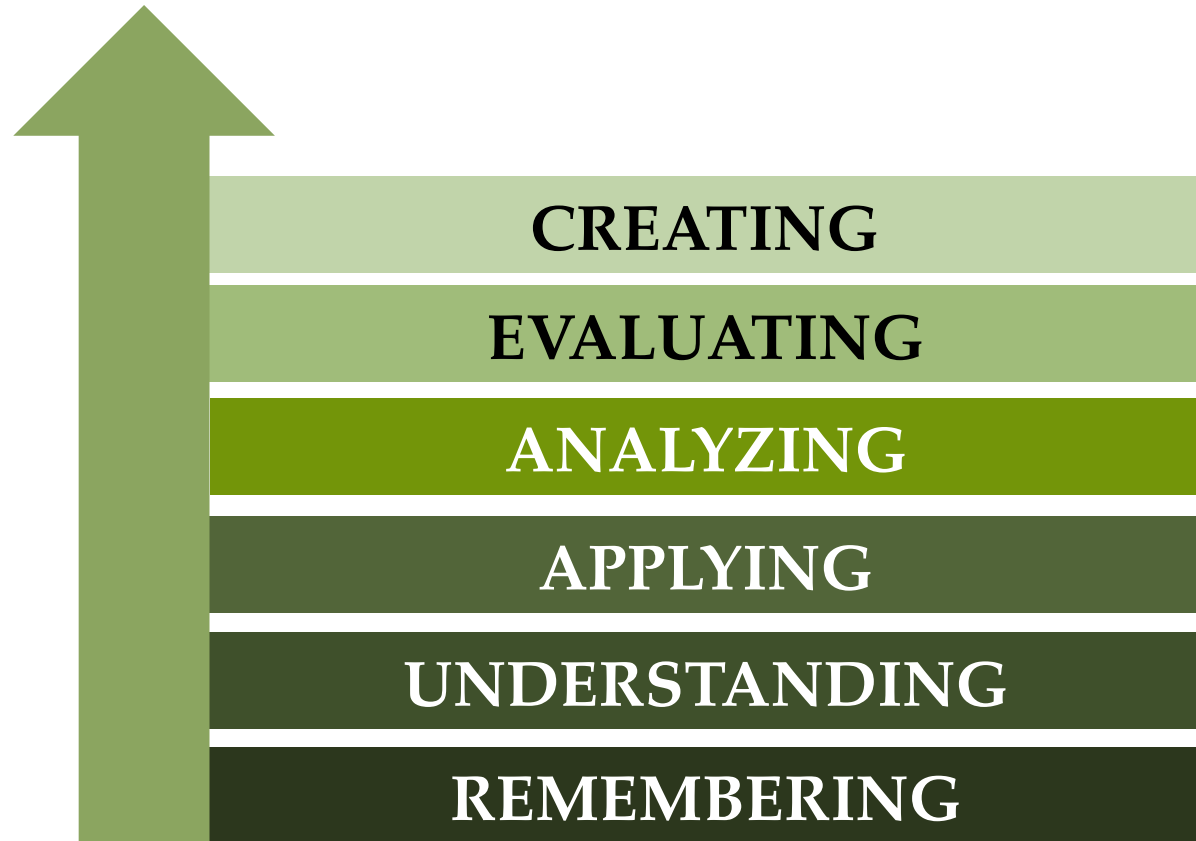 CREATING
EVALUATING
ANALYZING
APPLYING
UNDERSTANDING
REMEMBERING